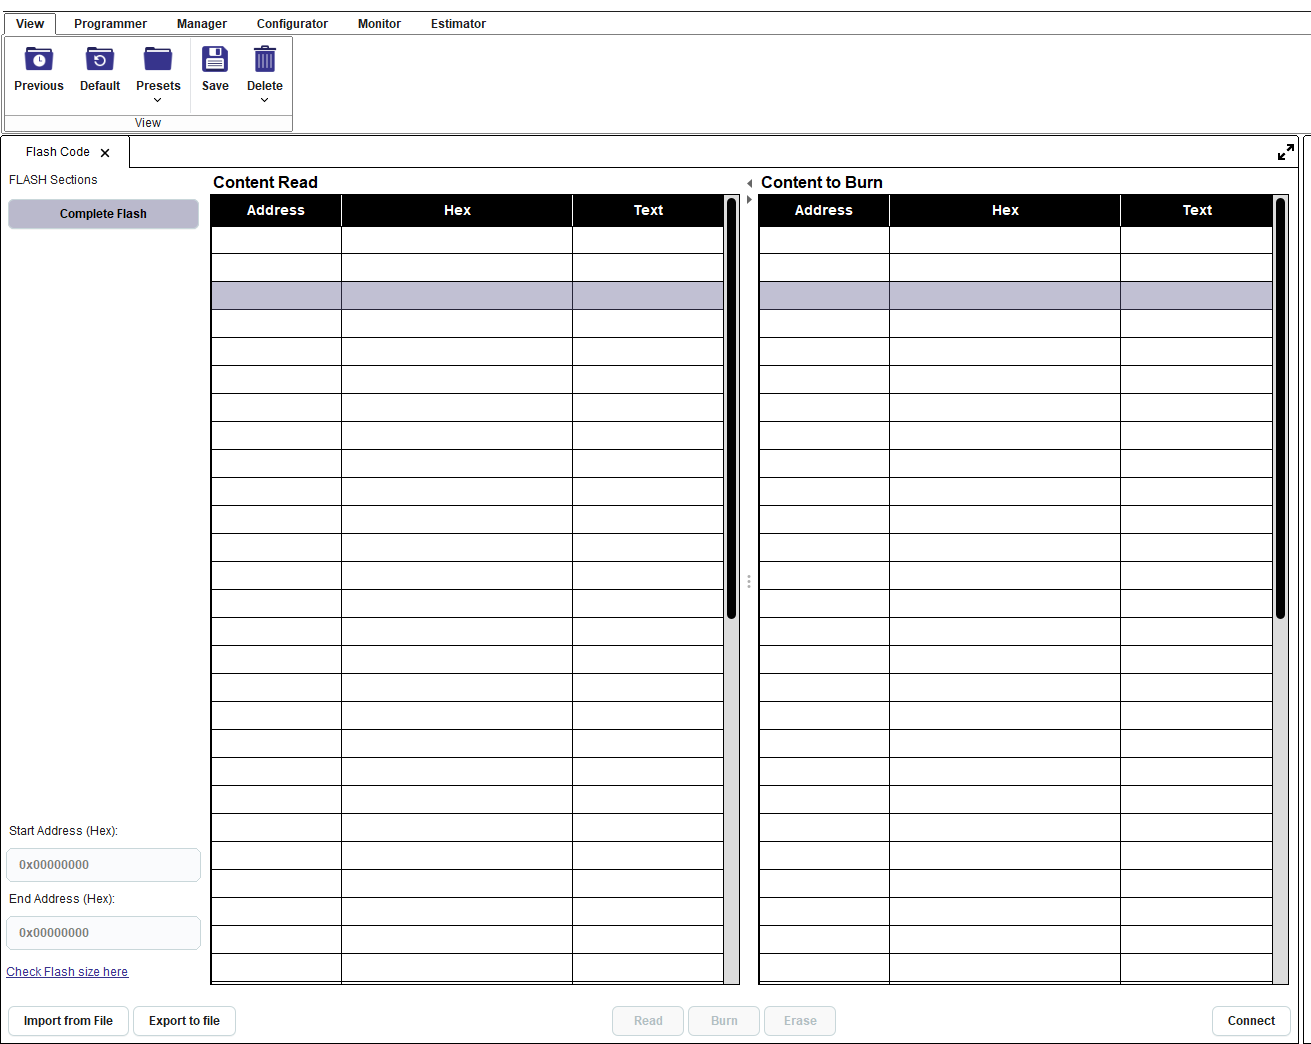 View Programmer Manager Configurator Monitor Estimator
Previous Default Presets Save Delete
View
Flash Code
FLASH Sections
Complete Flash
Content Read
Address Hex Text
Content to Burn
Address Hex Text
Start Address (Hex):
0x00000000
End Address (Hex):
0x00000000
Check Flash size here
Import from File Export to file Read Burn Erase Connect